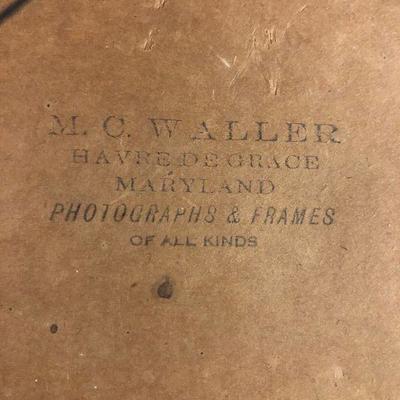 M. C. WALLER
HAVRE DE GRACE
MARYLAND
PHOTOGRAPHS & FRAMES
OF ALL KINDS